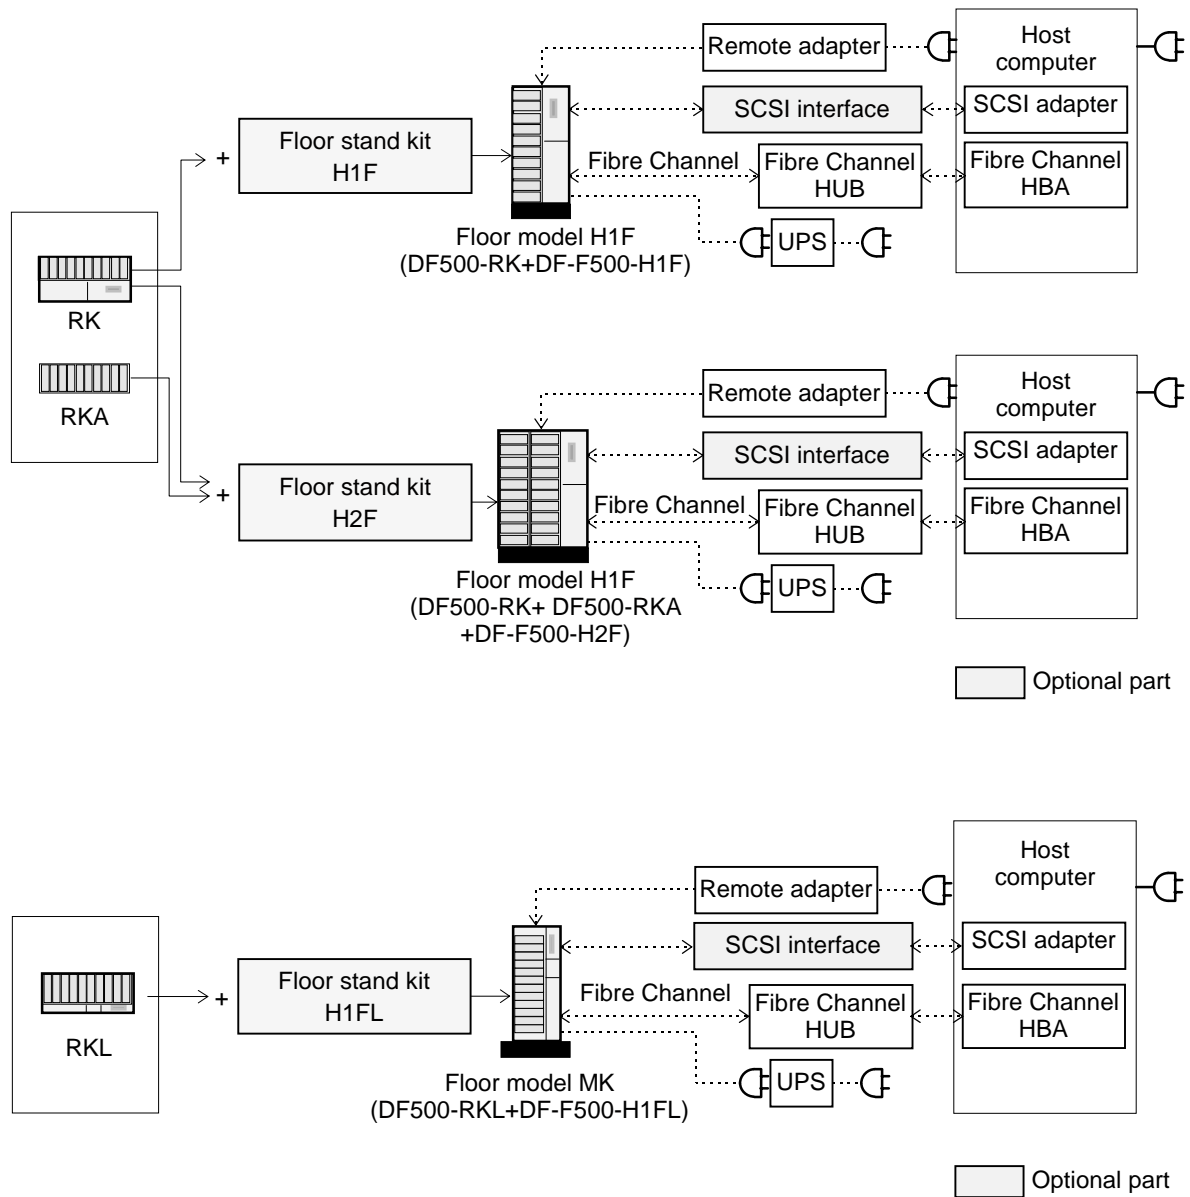 Remote adapter
Host
computer
SCSI interface
SCSI adapter
Floor stand kit
H1F
+
Fibre Channel
Fibre Channel
HUB
Fibre Channel
HBA
UPS
Floor model H1F
(DF500-RK+DF-F500-H1F)
RK
RKA
Remote adapter
Host
computer
SCSI interface
SCSI adapter
Floor stand kit
H2F
+
Fibre Channel
Fibre Channel
HUB
Fibre Channel
HBA
UPS
Floor model H1F
(DF500-RK+ DF500-RKA
+DF-F500-H2F)
Optional part
Remote adapter
Host
computer
SCSI interface
SCSI adapter
Floor stand kit
H1FL
+
Fibre Channel
Fibre Channel
HUB
Fibre Channel
HBA
RKL
UPS
Floor model MK
(DF500-RKL+DF-F500-H1FL)
Optional part